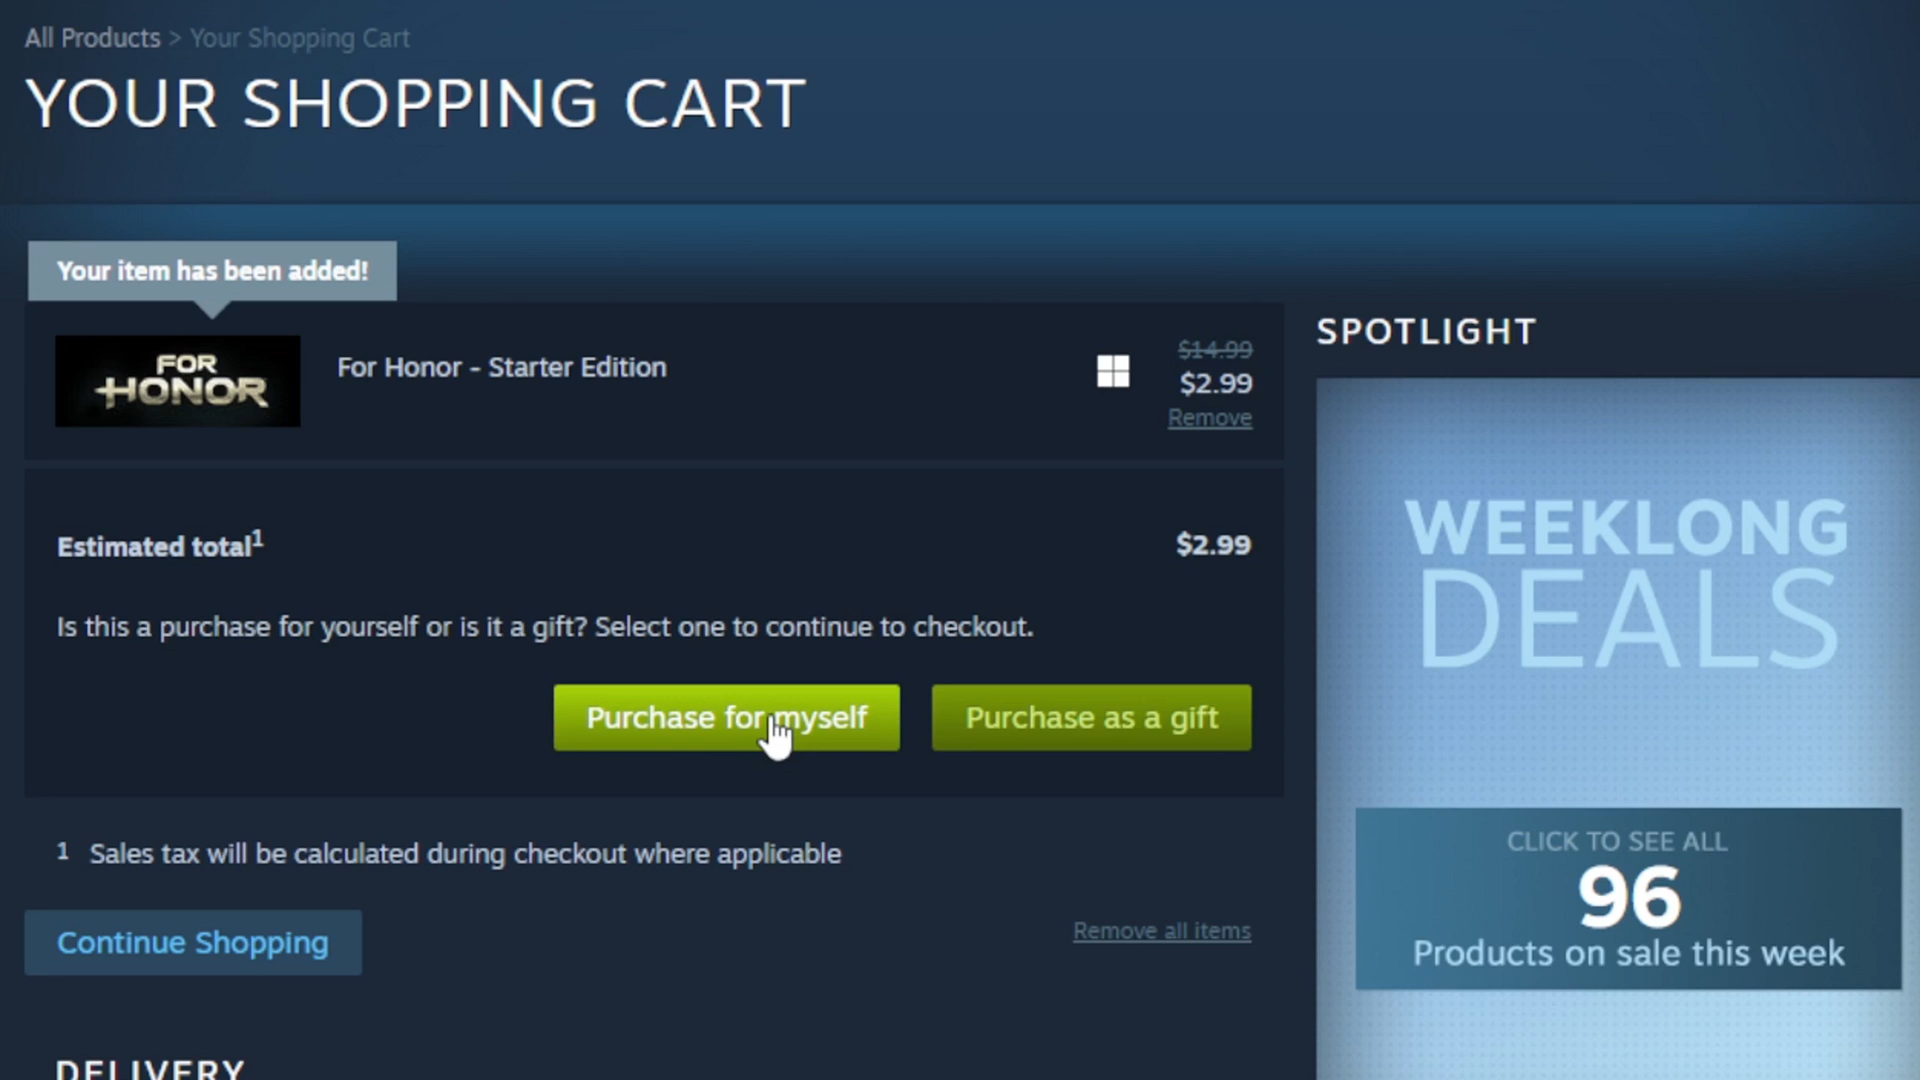 All Products > Your Shopping Cart
YOUR SHOPPING CART
Your item has been added!
FOR
HONOR
For Honor - Starter Edition
$14.99
$2.99
Remove
Estimated total1
$2.99
Is this a purchase for yourself or is it a gift? Select one to continue to checkout.
Purchase for myself
Purchase as a gift
1 Sales tax will be calculated during checkout where applicable
Continue Shopping
Remove all items
DELIVERY
SPOTLIGHT
WEEKLONG
DEALS
CLICK TO SEE ALL
96
Products on sale this week